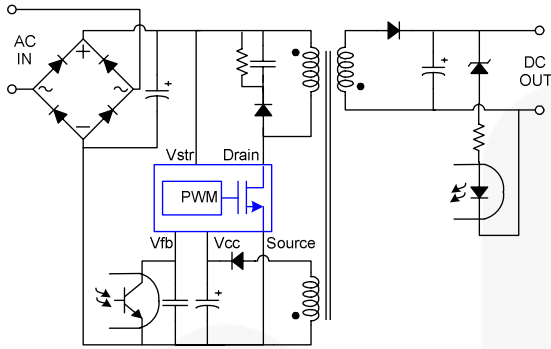 AC
IN
+
~
~
−
+
+
DC
OUT
Vstr
Drain
PWM
Vfb
Vcc
Source
+